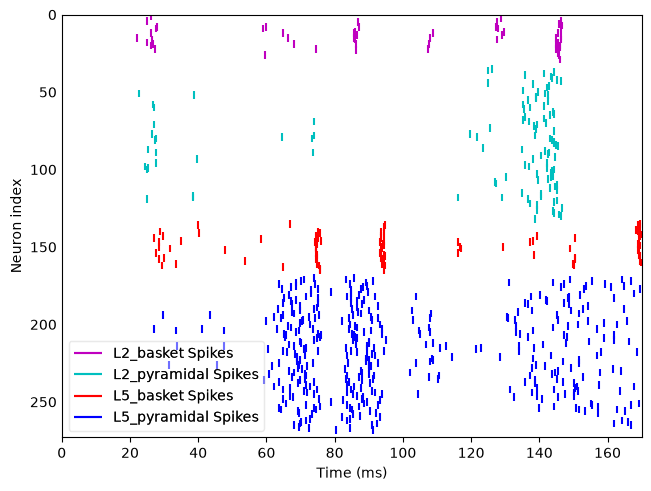 0
50
100
150
200
250
Neuron index
L2_basket Spikes
L2_pyramidal Spikes
L5_basket Spikes
L5_pyramidal Spikes
0 20 40 60 80 100 120 140 160
Time (ms)